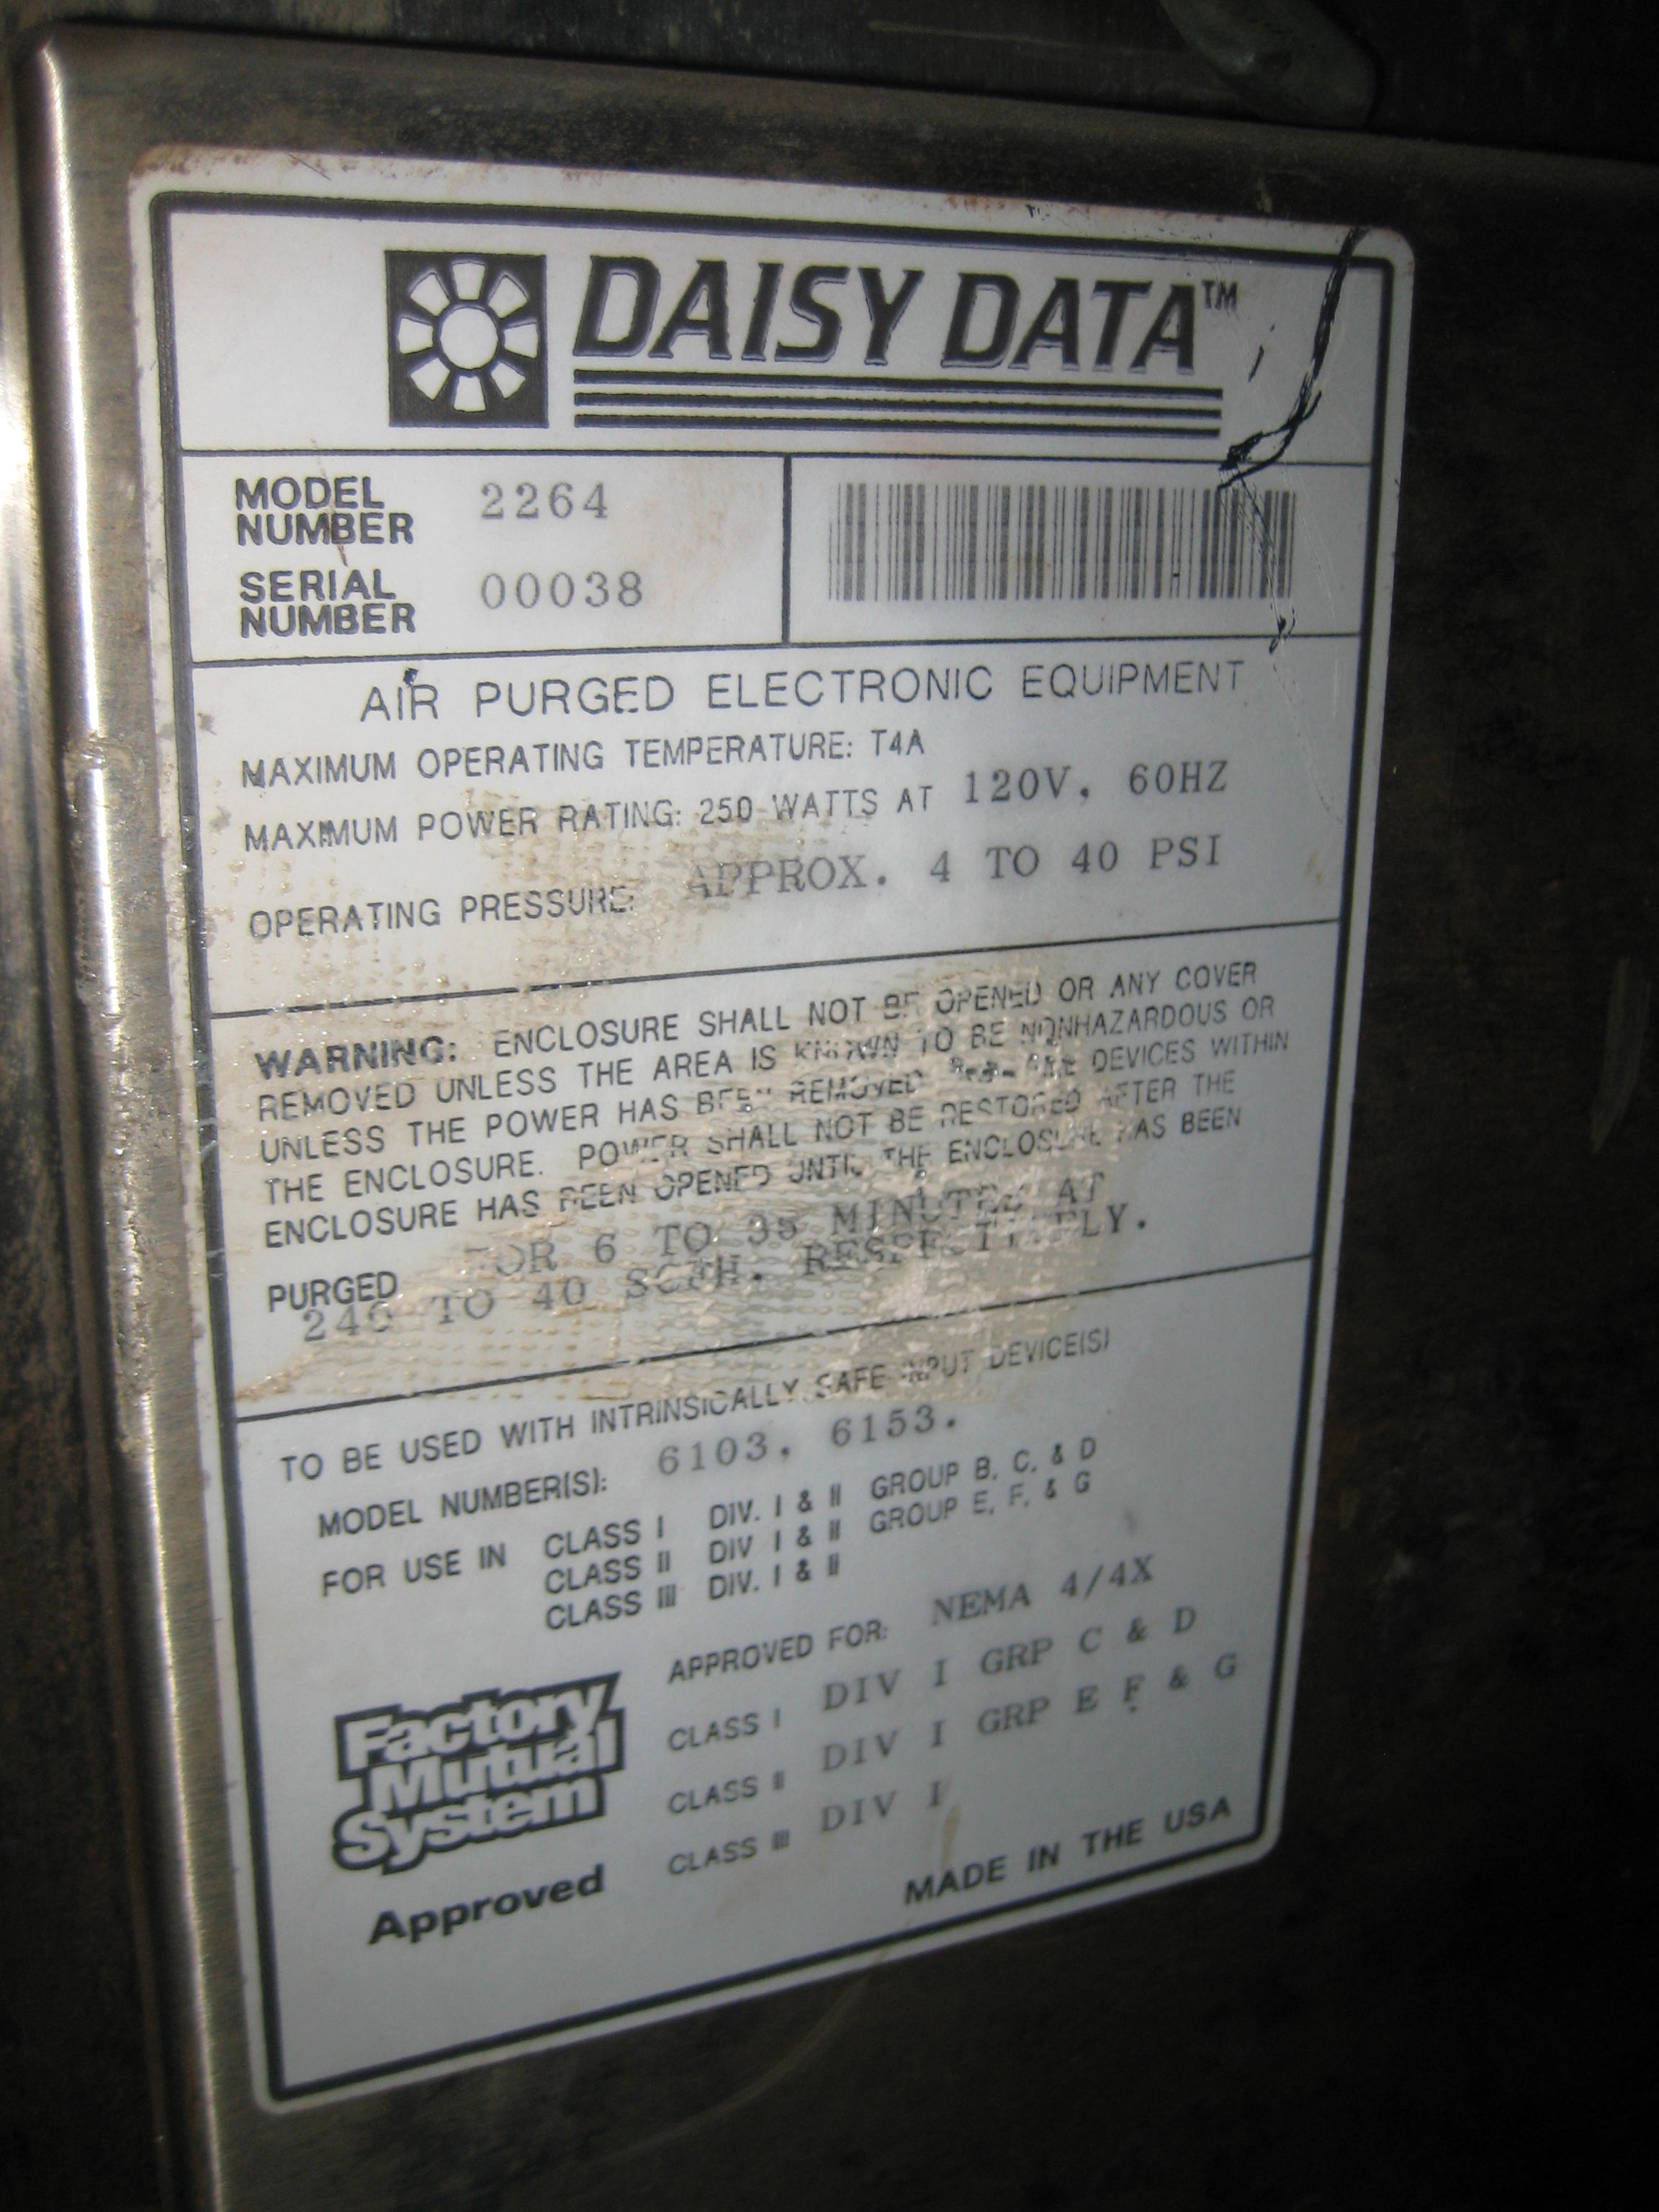 DAISY DATA™
MODEL NUMBER 2264
SERIAL NUMBER 00038
AIR PURGED ELECTRONIC EQUIPMENT
MAXIMUM OPERATING TEMPERATURE: T4A
MAXIMUM POWER RATING: 250 WATTS AT 120V, 60HZ
OPERATING PRESSURE: APPROX. 4 TO 40 PSI
WARNING: ENCLOSURE SHALL NOT BE OPENED OR ANY COVER
REMOVED UNLESS THE AREA IS KNOWN TO BE NONHAZARDOUS OR
UNLESS THE POWER HAS BEEN REMOVED DEVICES WITHIN
THE ENCLOSURE. POWER SHALL NOT BE RESTORED AFTER THE
ENCLOSURE HAS BEEN OPENED UNTIL THE ENCLOSURE HAS BEEN
PURGED FOR 6 TO 35 MINUTES AT
240 TO 40 SCFH. RESPECTIVELY.
TO BE USED WITH INTRINSICALLY SAFE INPUT DEVICE(S)
MODEL NUMBER(S): 6103, 6153.
FOR USE IN CLASS I DIV. I & II GROUP B, C, & D
CLASS II DIV I & II GROUP E, F, & G
CLASS III DIV. I & II
Factory
Mutual
System
Approved
APPROVED FOR: NEMA 4/4X
CLASS I DIV I GRP C & D
CLASS II DIV I GRP E F & G
CLASS III DIV I
MADE IN THE USA